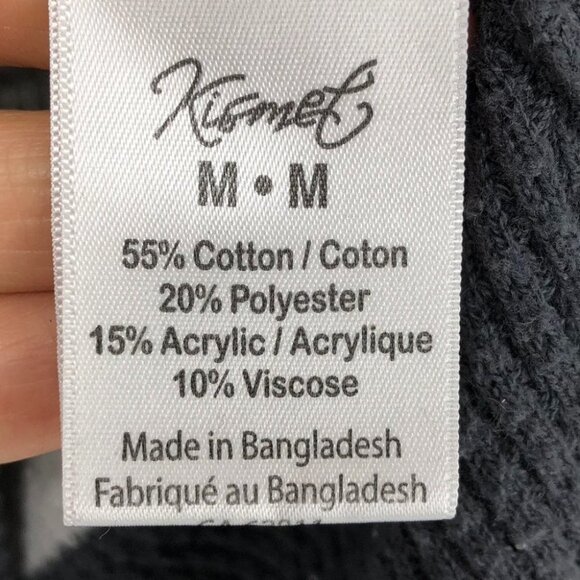 Kismet
M • M
55% Cotton / Coton
20% Polyester
15% Acrylic / Acrylique
10% Viscose
Made in Bangladesh
Fabriqué au Bangladesh